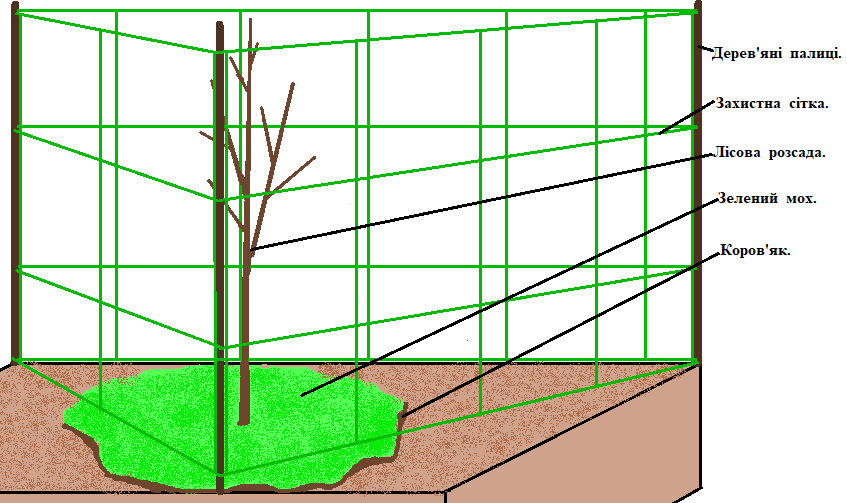 Дерев'яні палиці.
Захистна сітка.
Лісова розсада.
Зелений мох.
Коров'як.